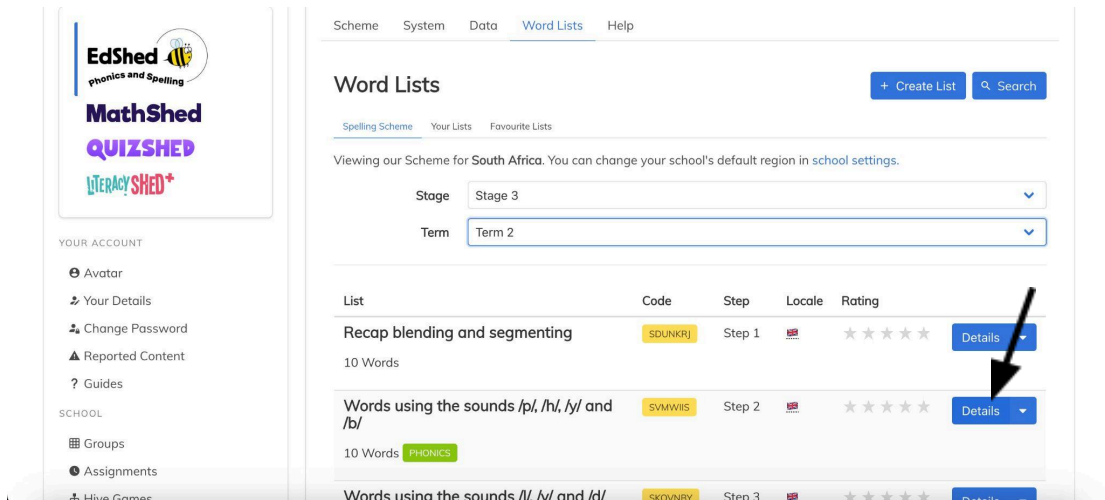 EdShed
Phonics and Spelling
MathShed
QUIZSHED
LITERACY SHED+
YOUR ACCOUNT
Avatar
Your Details
Change Password
Reported Content
? Guides
SCHOOL
Groups
Assignments
Hive Games
Scheme System Data Word Lists Help
Word Lists
+ Create List Search
Spelling Scheme Your Lists Favourite Lists
Viewing our Scheme for South Africa. You can change your school's default region in school settings.
Stage Stage 3
Term Term 2
List Code Step Locale Rating
Recap blending and segmenting SDUNKRJ Step 1 Details
10 Words
Words using the sounds /p/, /h/, /y/ and SVMWIIS Step 2 Details
/b/
10 Words PHONICS
Words using the sounds /l/, /v/ and /d/ SKOVNBY Step 3 Details